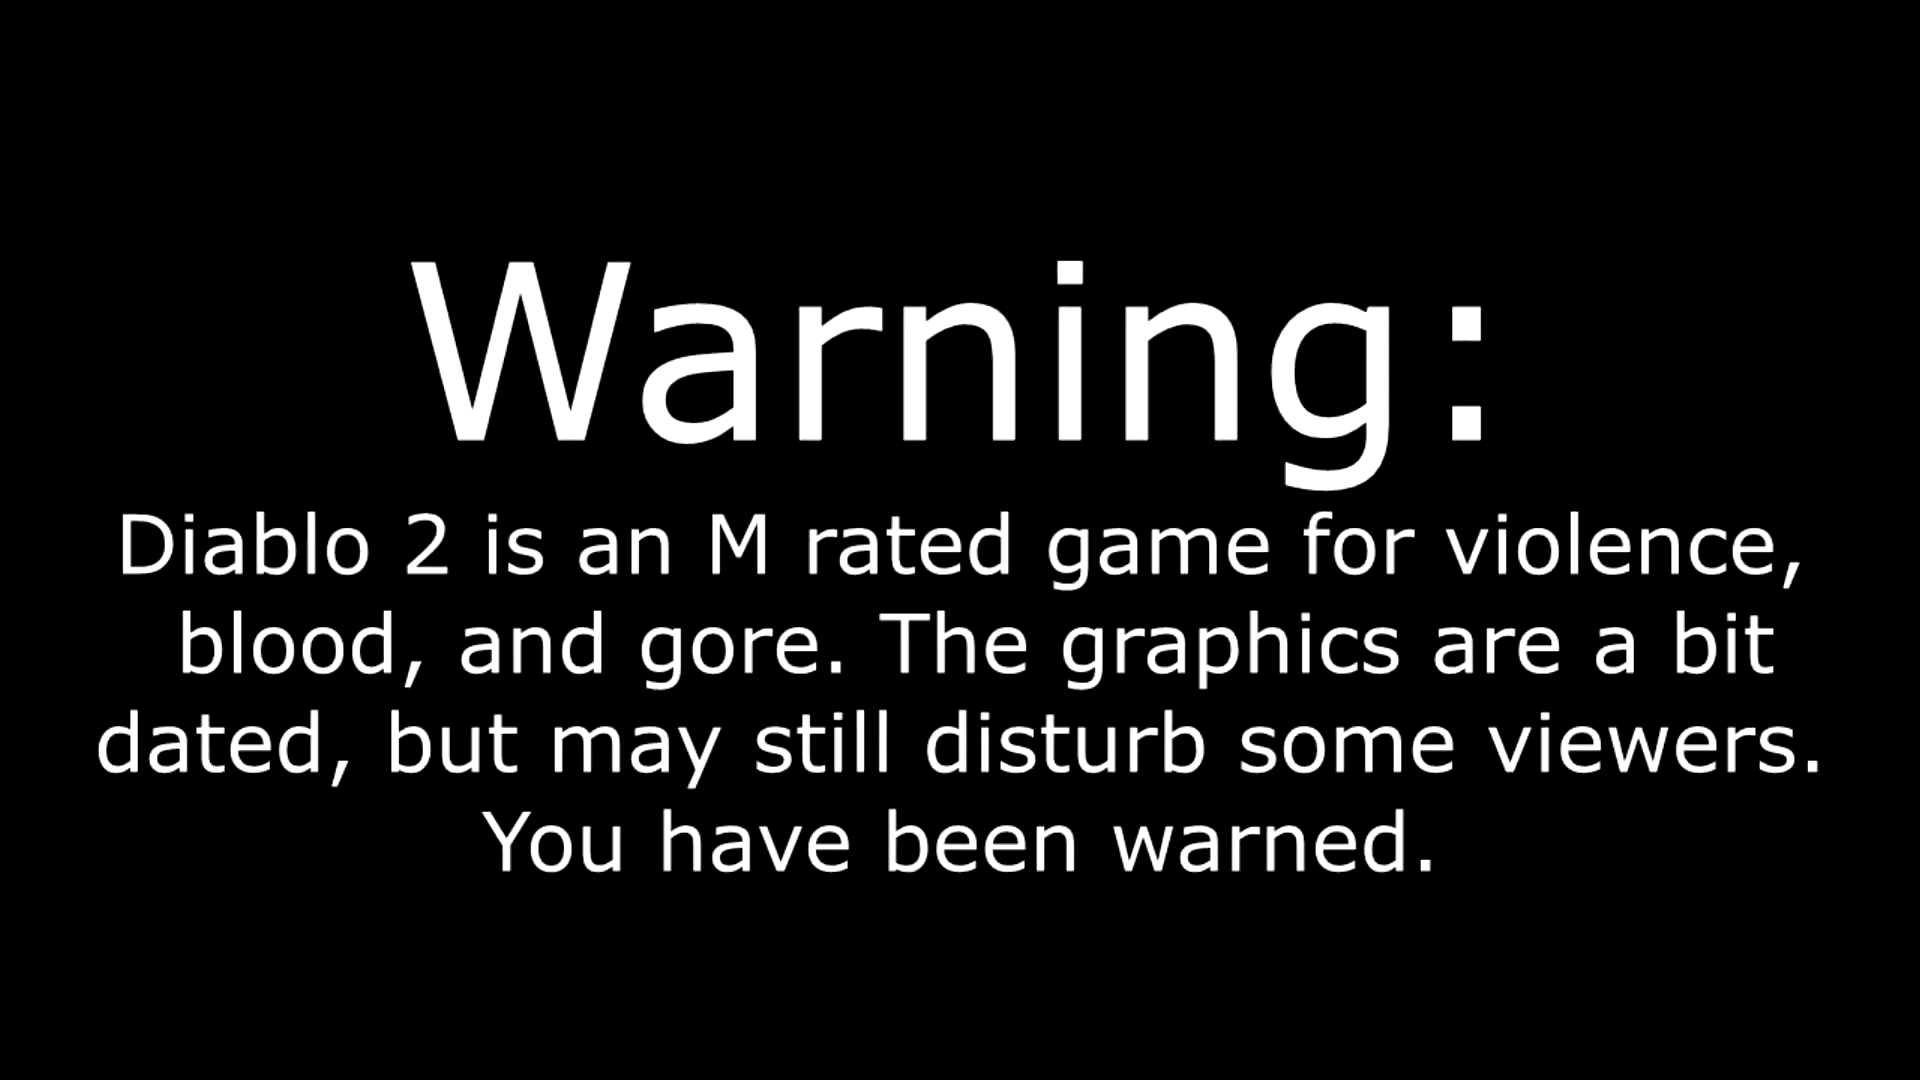 Warning:
Diablo 2 is an M rated game for violence,
blood, and gore. The graphics are a bit
dated, but may still disturb some viewers.
You have been warned.